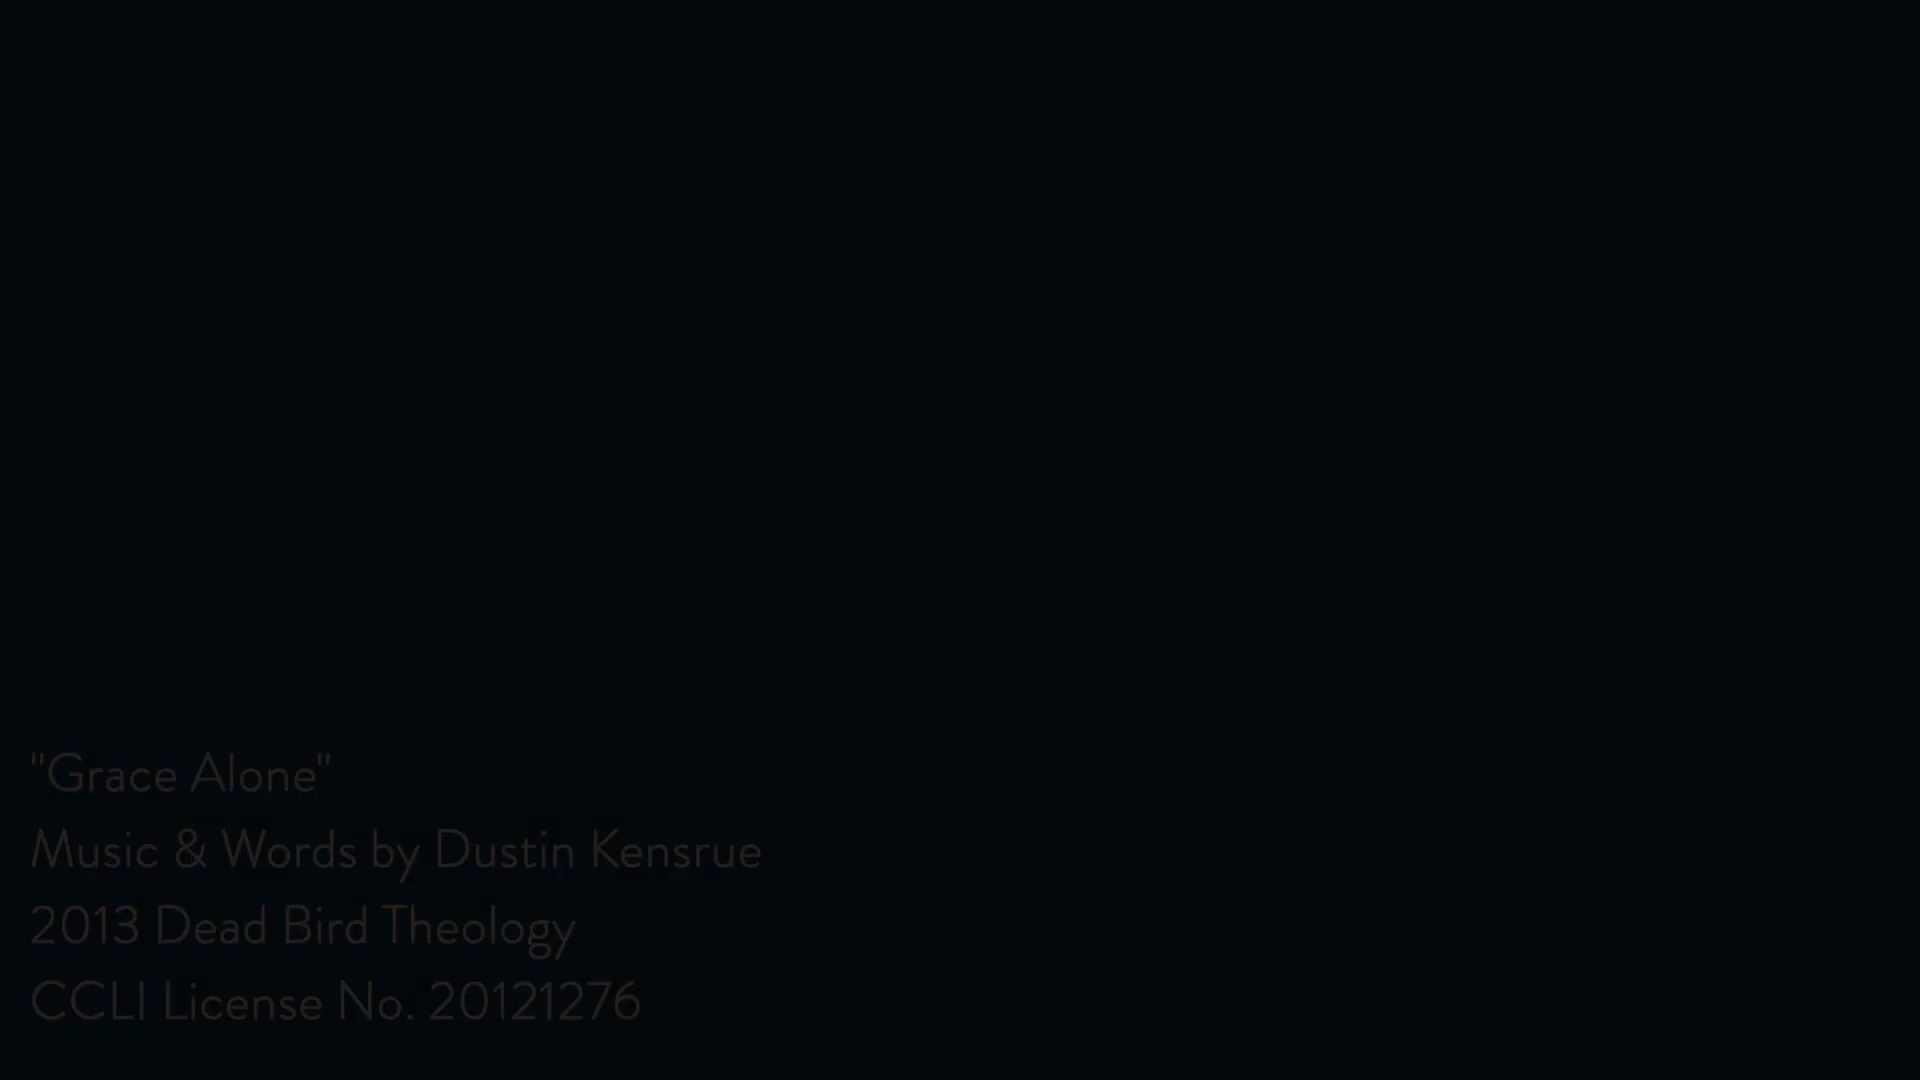 "Grace Alone"
Music & Words by Dustin Kensrue
2013 Dead Bird Theology
CCLI License No. 20121276